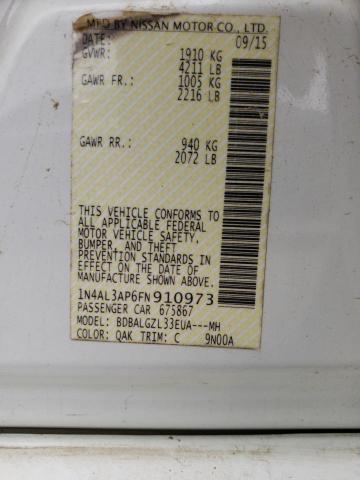 MFD BY NISSAN MOTOR CO., LTD.
DATE: 09/15
GVWR: 1910 KG
4211 LB
GAWR FR.: 1005 KG
2216 LB
GAWR RR.: 940 KG
2072 LB
THIS VEHICLE CONFORMS TO
ALL APPLICABLE FEDERAL
MOTOR VEHICLE SAFETY,
BUMPER, AND THEFT
PREVENTION STANDARDS IN
EFFECT ON THE DATE OF
MANUFACTURE SHOWN ABOVE.
1N4AL3AP6FN910973
PASSENGER CAR 675867
MODEL: BDBALGZL33EUA---MH
COLOR: QAK TRIM: C 9N00A